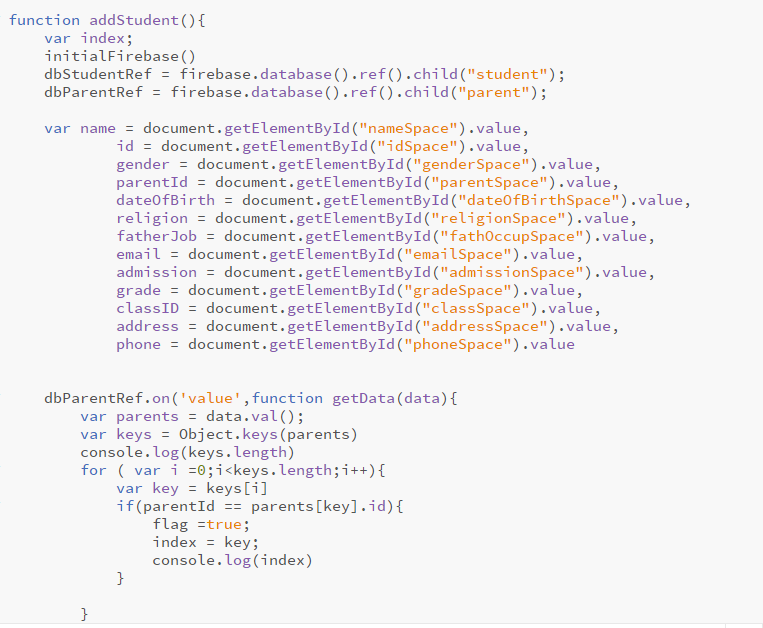 function addStudent(){
    var index;
    initialFirebase()
    dbStudentRef = firebase.database().ref().child("student");
    dbParentRef = firebase.database().ref().child("parent");
    var name = document.getElementById("nameSpace").value,
            id = document.getElementById("idSpace").value,
            gender = document.getElementById("genderSpace").value,
            parentId = document.getElementById("parentSpace").value,
            dateOfBirth = document.getElementById("dateOfBirthSpace").value,
            religion = document.getElementById("religionSpace").value,
            fatherJob = document.getElementById("fathOccupSpace").value,
            email = document.getElementById("emailSpace").value,
            admission = document.getElementById("admissionSpace").value,
            grade = document.getElementById("gradeSpace").value,
            classID = document.getElementById("classSpace").value,
            address = document.getElementById("addressSpace").value,
            phone = document.getElementById("phoneSpace").value
    dbParentRef.on('value',function getData(data){
        var parents = data.val();
        var keys = Object.keys(parents)
        console.log(keys.length)
        for ( var i =0;i<keys.length;i++){
            var key = keys[i]
            if(parentId == parents[key].id){
                flag =true;
                index = key;
                console.log(index)
            }
        }